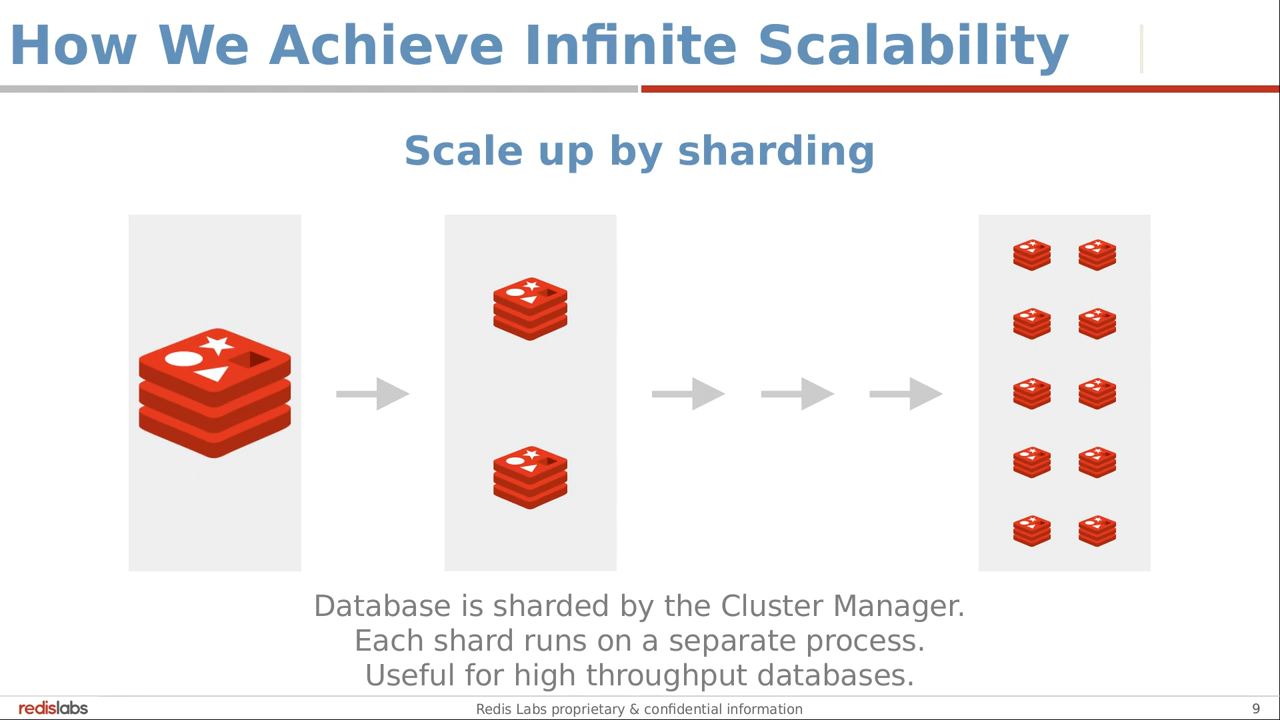 How We Achieve Infinite Scalability
Scale up by sharding
Database is sharded by the Cluster Manager.
Each shard runs on a separate process.
Useful for high throughput databases.
redislabs
Redis Labs proprietary & confidential information
9